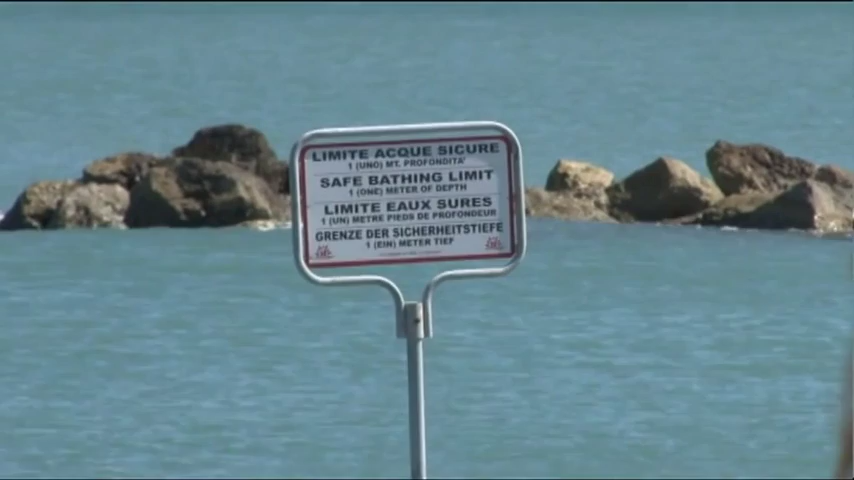 LIMITE ACQUE SICURE
1 (UNO) MT. PROFONDITA'
SAFE BATHING LIMIT
1 (ONE) METER OF DEPTH
LIMITE EAUX SURES
1 (UN) METRE PIEDS DE PROFONDEUR
GRENZE DER SICHERHEITSTIEFE
1 (EIN) METER TIEF